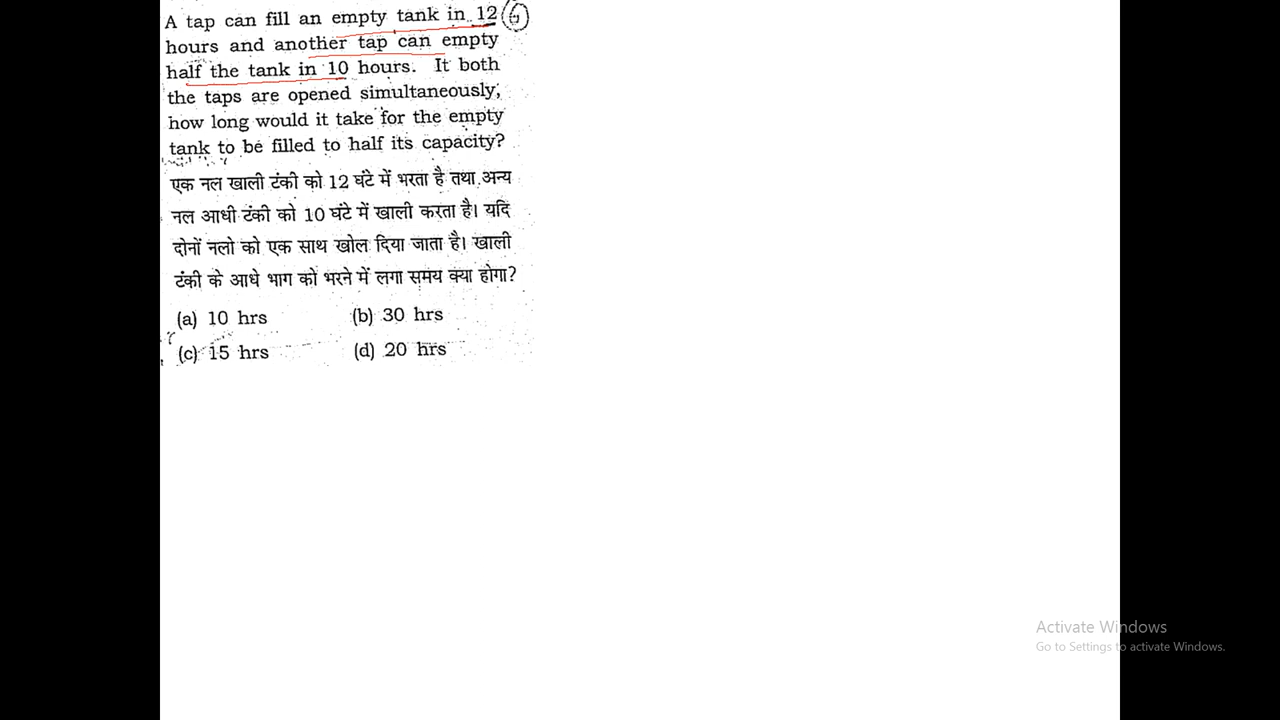 A tap can fill an empty tank in 12 6
hours and another tap can empty
half the tank in 10 hours. It both
the taps are opened simultaneously,
how long would it take for the empty
tank to be filled to half its capacity?
एक नल खाली टंकी को 12 घंटे में भरता है तथा अन्य
नल आधी टंकी को 10 घंटे में खाली करता है। यदि
दोनों नलो को एक साथ खोल दिया जाता है। खाली
टंकी के आधे भाग को भरने में लगा समय क्या होगा?
(a) 10 hrs (b) 30 hrs
(c) 15 hrs (d) 20 hrs
Activate Windows
Go to Settings to activate Windows.